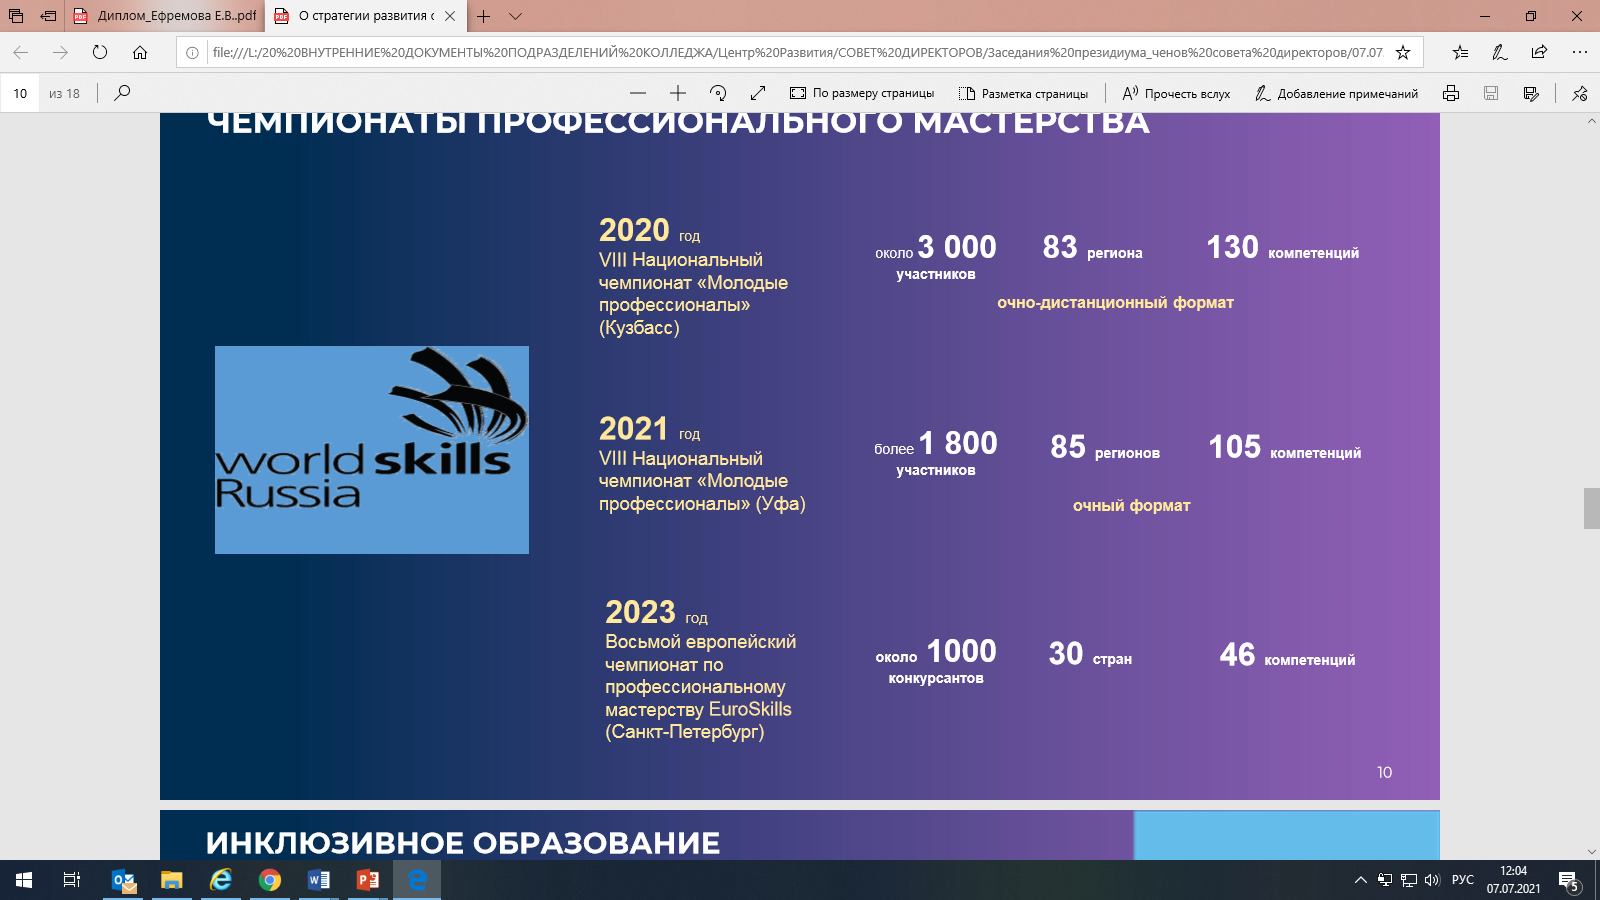 Диплом_Ефремова Е.В..pdf
О стратегии развития с
file:///L:/20%20ВНУТРЕННИЕ%20ДОКУМЕНТЫ%20ПОДРАЗДЕЛЕНИЙ%20КОЛЛЕДЖА/Центр%20Развития/СОВЕТ%20ДИРЕКТОРОВ/Заседания%20президиума_ченов%20совета%20директоров/07.07.
10 из 18
По размеру страницы
Разметка страницы
Прочесть вслух
Добавление примечаний
ЧЕМПИОНАТЫ ПРОФЕССИОНАЛЬНОГО МАСТЕРСТВА
2020 год
VIII Национальный
чемпионат «Молодые
профессионалы»
(Кузбасс)
около 3 000
участников
83 региона
130 компетенций
очно-дистанционный формат
world skills
Russia
2021 год
VIII Национальный
чемпионат «Молодые
профессионалы» (Уфа)
более 1 800
участников
85 регионов
105 компетенций
очный формат
2023 год
Восьмой европейский
чемпионат по
профессиональному
мастерству EuroSkills
(Санкт-Петербург)
около 1000
конкурсантов
30 стран
46 компетенций
10
ИНКЛЮЗИВНОЕ ОБРАЗОВАНИЕ
РУС
12:04
07.07.2021
5